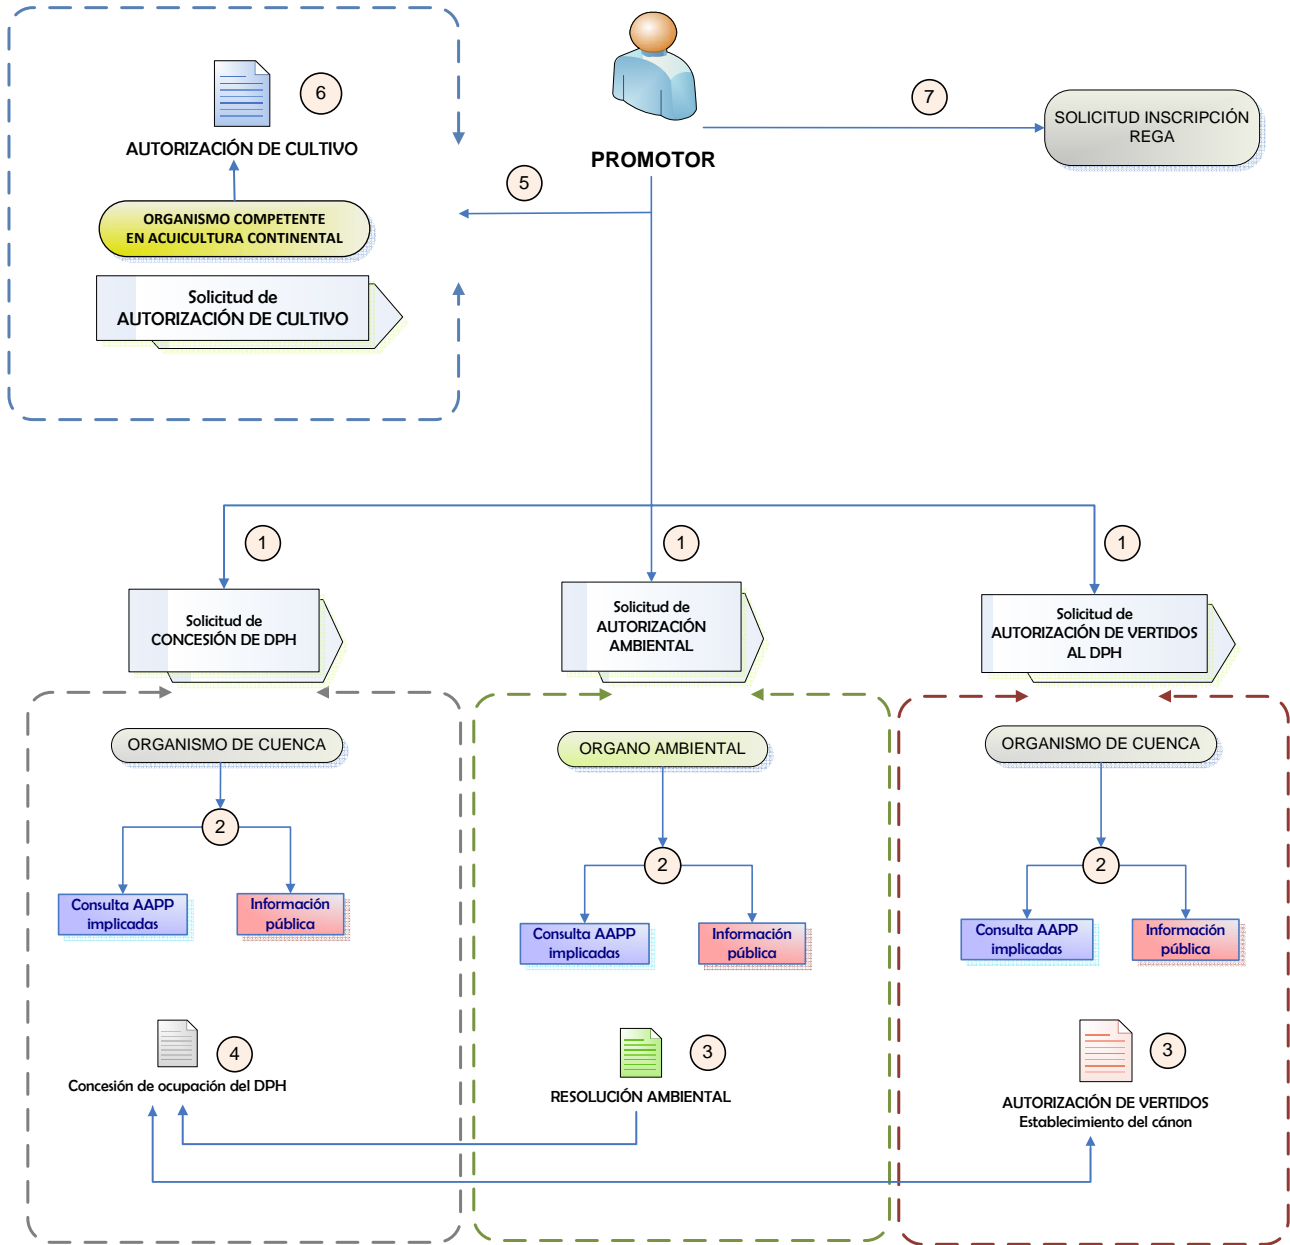 6
AUTORIZACIÓN DE CULTIVO
ORGANISMO COMPETENTE
EN ACUICULTURA CONTINENTAL
Solicitud de
AUTORIZACIÓN DE CULTIVO
PROMOTOR
5
7
SOLICITUD INSCRIPCIÓN
REGA
1
1
1
Solicitud de
CONCESIÓN DE DPH
Solicitud de
AUTORIZACIÓN
AMBIENTAL
Solicitud de
AUTORIZACIÓN DE VERTIDOS
AL DPH
ORGANISMO DE CUENCA
2
Consulta AAPP
implicadas
Información
pública
4
Concesión de ocupación del DPH
ORGANO AMBIENTAL
2
Consulta AAPP
implicadas
Información
pública
3
RESOLUCIÓN AMBIENTAL
ORGANISMO DE CUENCA
2
Consulta AAPP
implicadas
Información
pública
3
AUTORIZACIÓN DE VERTIDOS
Establecimiento del cánon